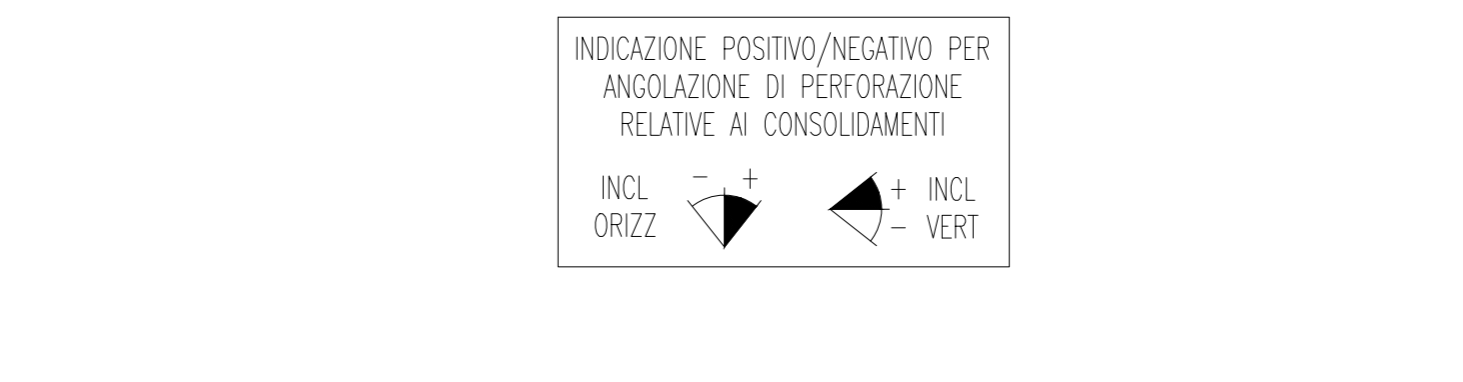 INDICAZIONE POSITIVO/NEGATIVO PER
ANGOLAZIONE DI PERFORAZIONE
RELATIVE AI CONSOLIDAMENTI
INCL
ORIZZ
- +
+ INCL
- VERT